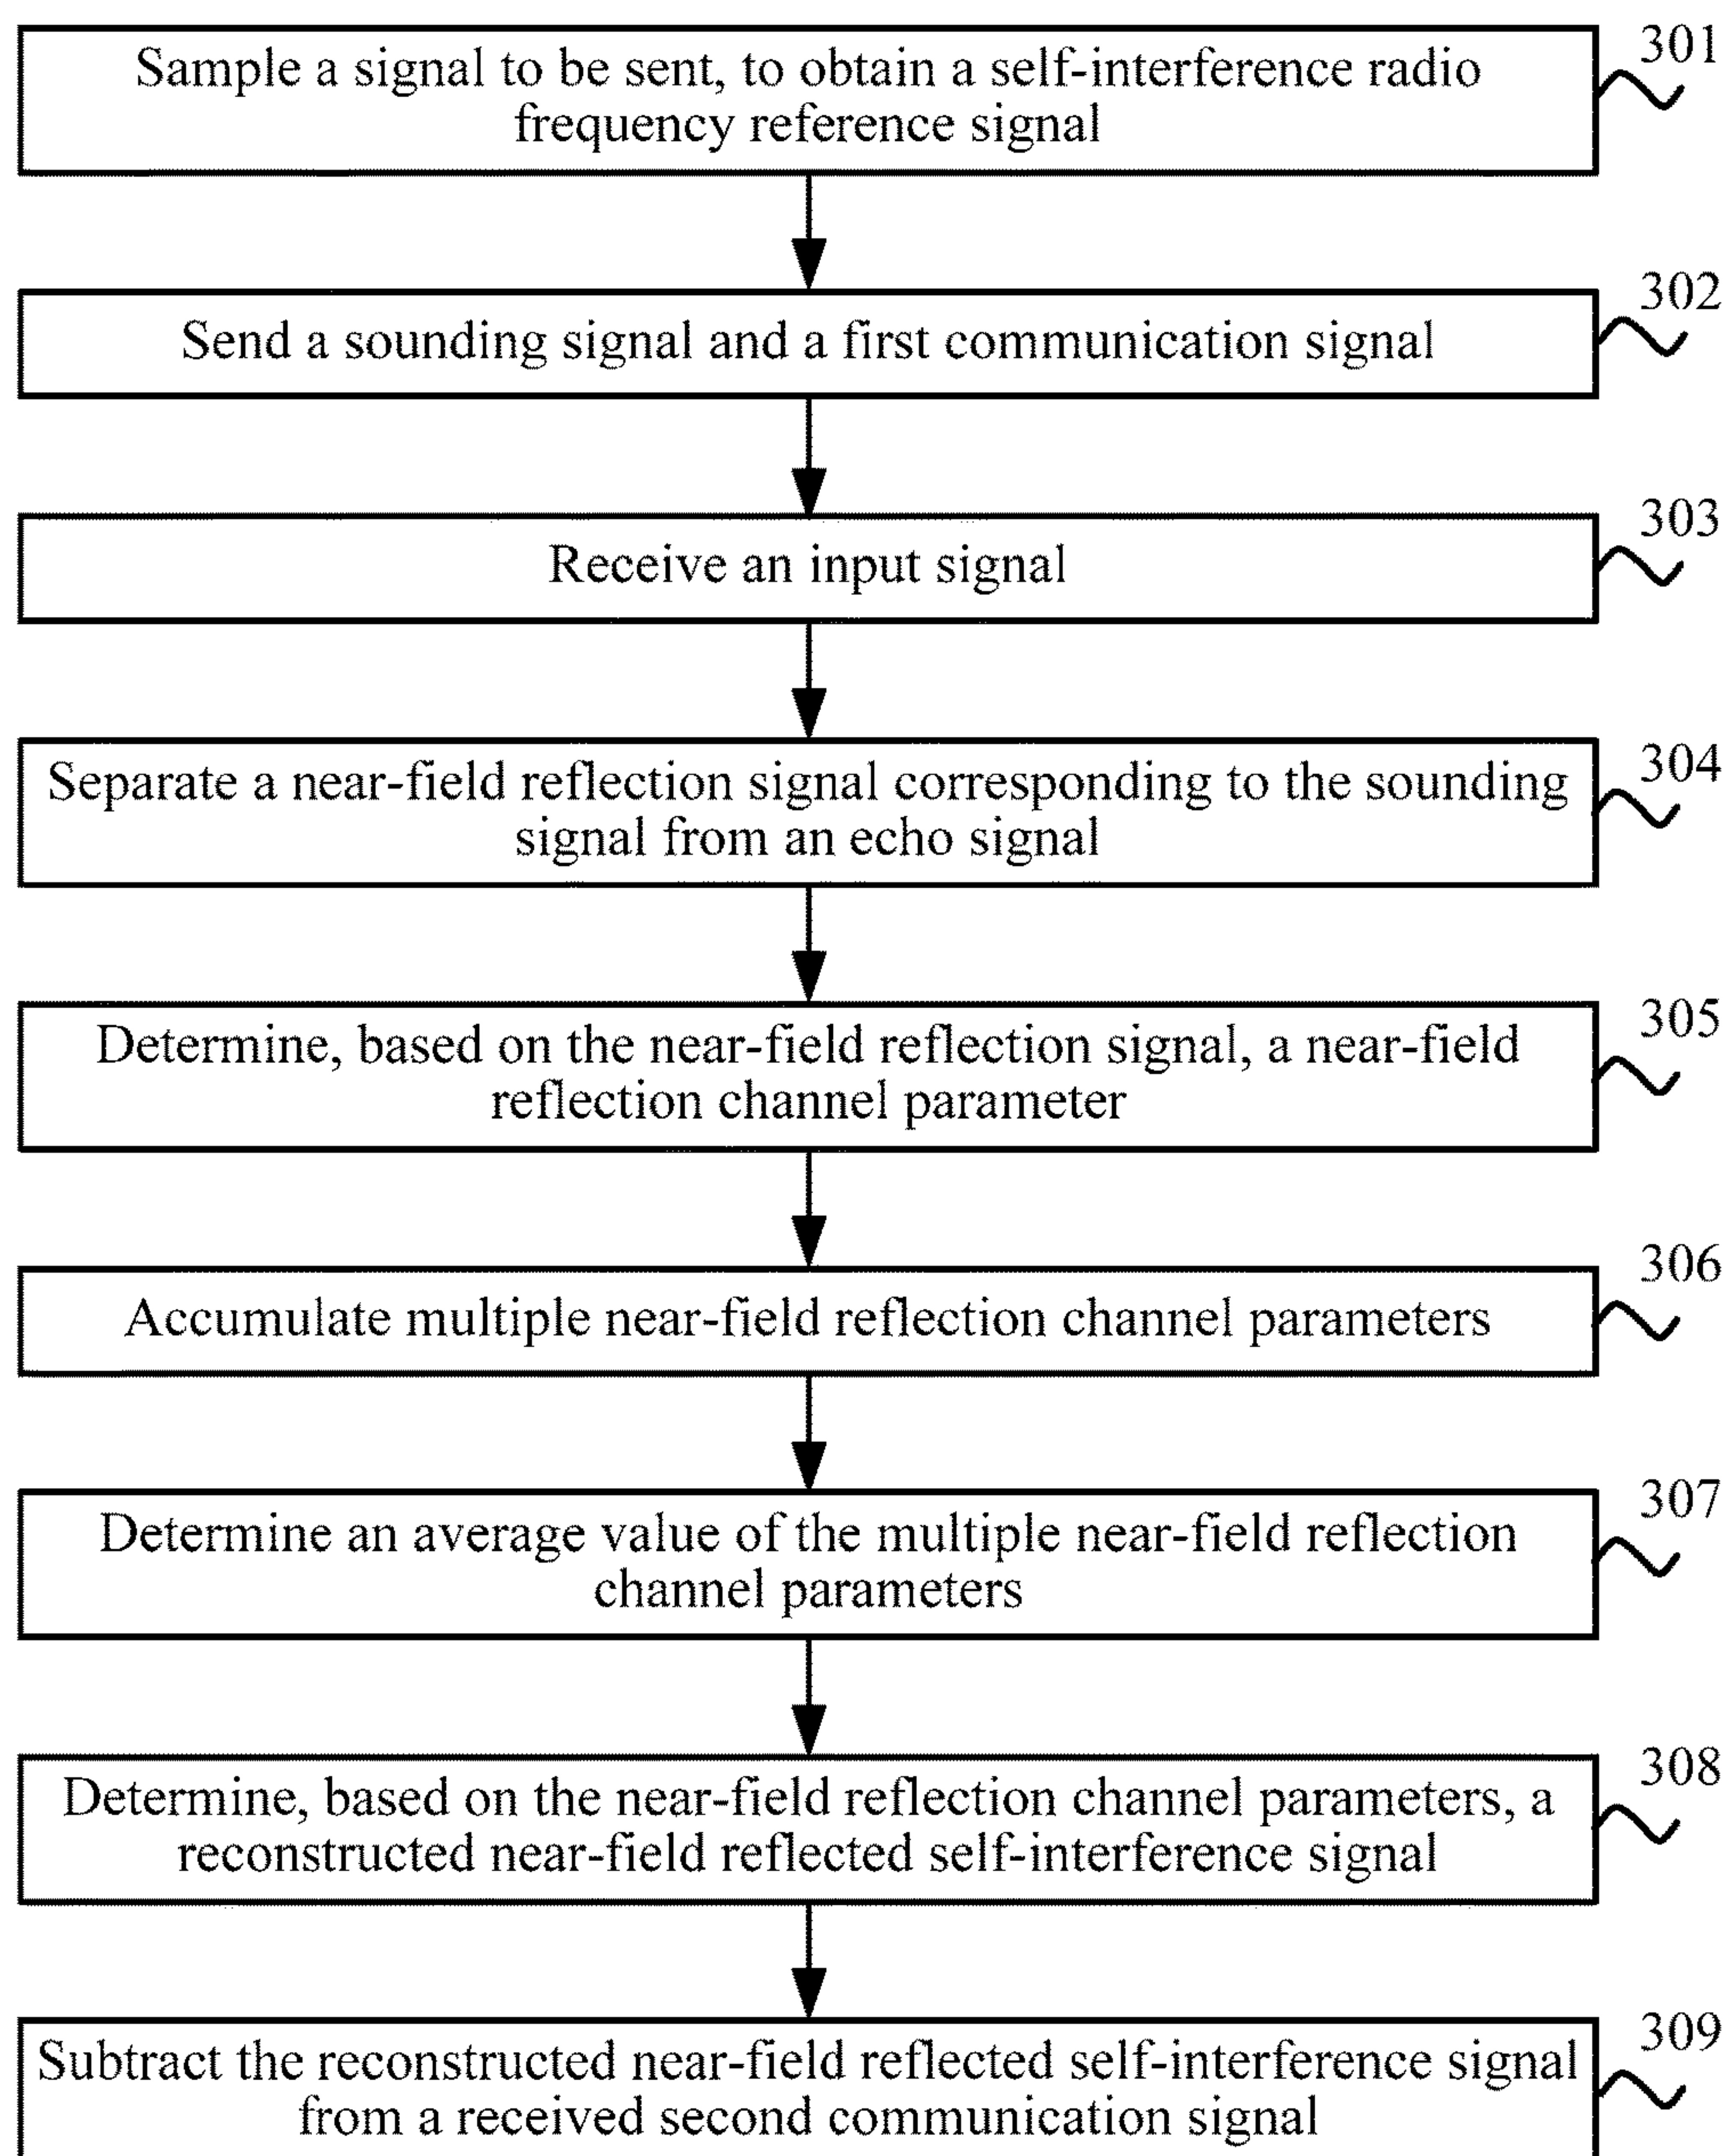 301
Sample a signal to be sent, to obtain a self-interference radio
frequency reference signal
302
Send a sounding signal and a first communication signal
303
Receive an input signal
304
Separate a near-field reflection signal corresponding to the sounding
signal from an echo signal
305
Determine, based on the near-field reflection signal, a near-field
reflection channel parameter
306
Accumulate multiple near-field reflection channel parameters
307
Determine an average value of the multiple near-field reflection
channel parameters
308
Determine, based on the near-field reflection channel parameters, a
reconstructed near-field reflected self-interference signal
309
Subtract the reconstructed near-field reflected self-interference signal
from a received second communication signal